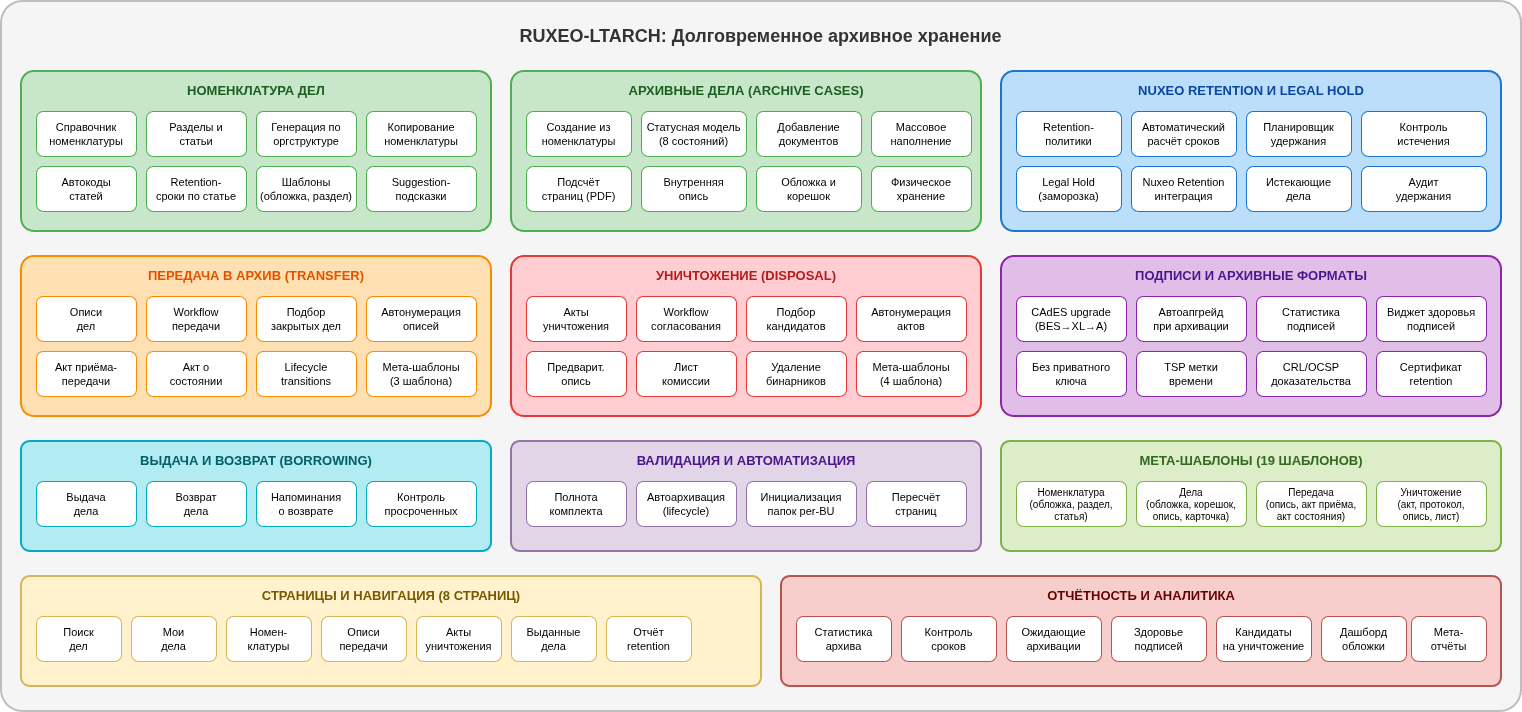 RUXEO-LTARCH: Долговременное архивное хранение
НОМЕНКЛАТУРА ДЕЛ
Справочник
номенклатуры
Разделы и
статьи
Генерация по
оргструктуре
Копирование
номенклатуры
Автокоды
статей
Retention-
сроки по статье
Шаблоны
(обложка, раздел)
Suggestion-
подсказки
АРХИВНЫЕ ДЕЛА (ARCHIVE CASES)
Создание из
номенклатуры
Статусная модель
(8 состояний)
Добавление
документов
Массовое
наполнение
Подсчёт
страниц (PDF)
Внутренняя
опись
Обложка и
корешок
Физическое
хранение
NUXEO RETENTION И LEGAL HOLD
Retention-
политики
Автоматический
расчёт сроков
Планировщик
удержания
Контроль
истечения
Legal Hold
(заморозка)
Nuxeo Retention
интеграция
Истекающие
дела
Аудит
удержания
ПЕРЕДАЧА В АРХИВ (TRANSFER)
Описи
дел
Workflow
передачи
Подбор
закрытых дел
Автонумерация
описей
Акт приёма-
передачи
Акт о
состоянии
Lifecycle
transitions
Мета-шаблоны
(3 шаблона)
УНИЧТОЖЕНИЕ (DISPOSAL)
Акты
уничтожения
Workflow
согласования
Подбор
кандидатов
Автонумерация
актов
Предварит.
опись
Лист
комиссии
Удаление
бинарников
Мета-шаблоны
(4 шаблона)
ПОДПИСИ И АРХИВНЫЕ ФОРМАТЫ
CAdES upgrade
(BES→XL→A)
Автоапгрейд
при архивации
Статистика
подписей
Виджет здоровья
подписей
Без приватного
ключа
TSP метки
времени
CRL/OCSP
доказательства
Сертификат
retention
ВЫДАЧА И ВОЗВРАТ (BORROWING)
Выдача
дела
Возврат
дела
Напоминания
о возврате
Контроль
просроченных
ВАЛИДАЦИЯ И АВТОМАТИЗАЦИЯ
Полнота
комплекта
Автоархивация
(lifecycle)
Инициализация
папок per-BU
Пересчёт
страниц
МЕТА-ШАБЛОНЫ (19 ШАБЛОНОВ)
Номенклатура
(обложка, раздел,
статья)
Дела
(обложка, корешок,
опись, карточка)
Передача
(опись, акт приёма,
акт состояния)
Уничтожение
(акт, протокол,
опись, лист)
СТРАНИЦЫ И НАВИГАЦИЯ (8 СТРАНИЦ)
Поиск
дел
Мои
дела
Номен-
клатуры
Описи
передачи
Акты
уничтожения
Выданные
дела
Отчёт
retention
ОТЧЁТНОСТЬ И АНАЛИТИКА
Статистика
архива
Контроль
сроков
Ожидающие
архивации
Здоровье
подписей
Кандидаты
на уничтожение
Дашборд
обложки
Мета-
отчёты